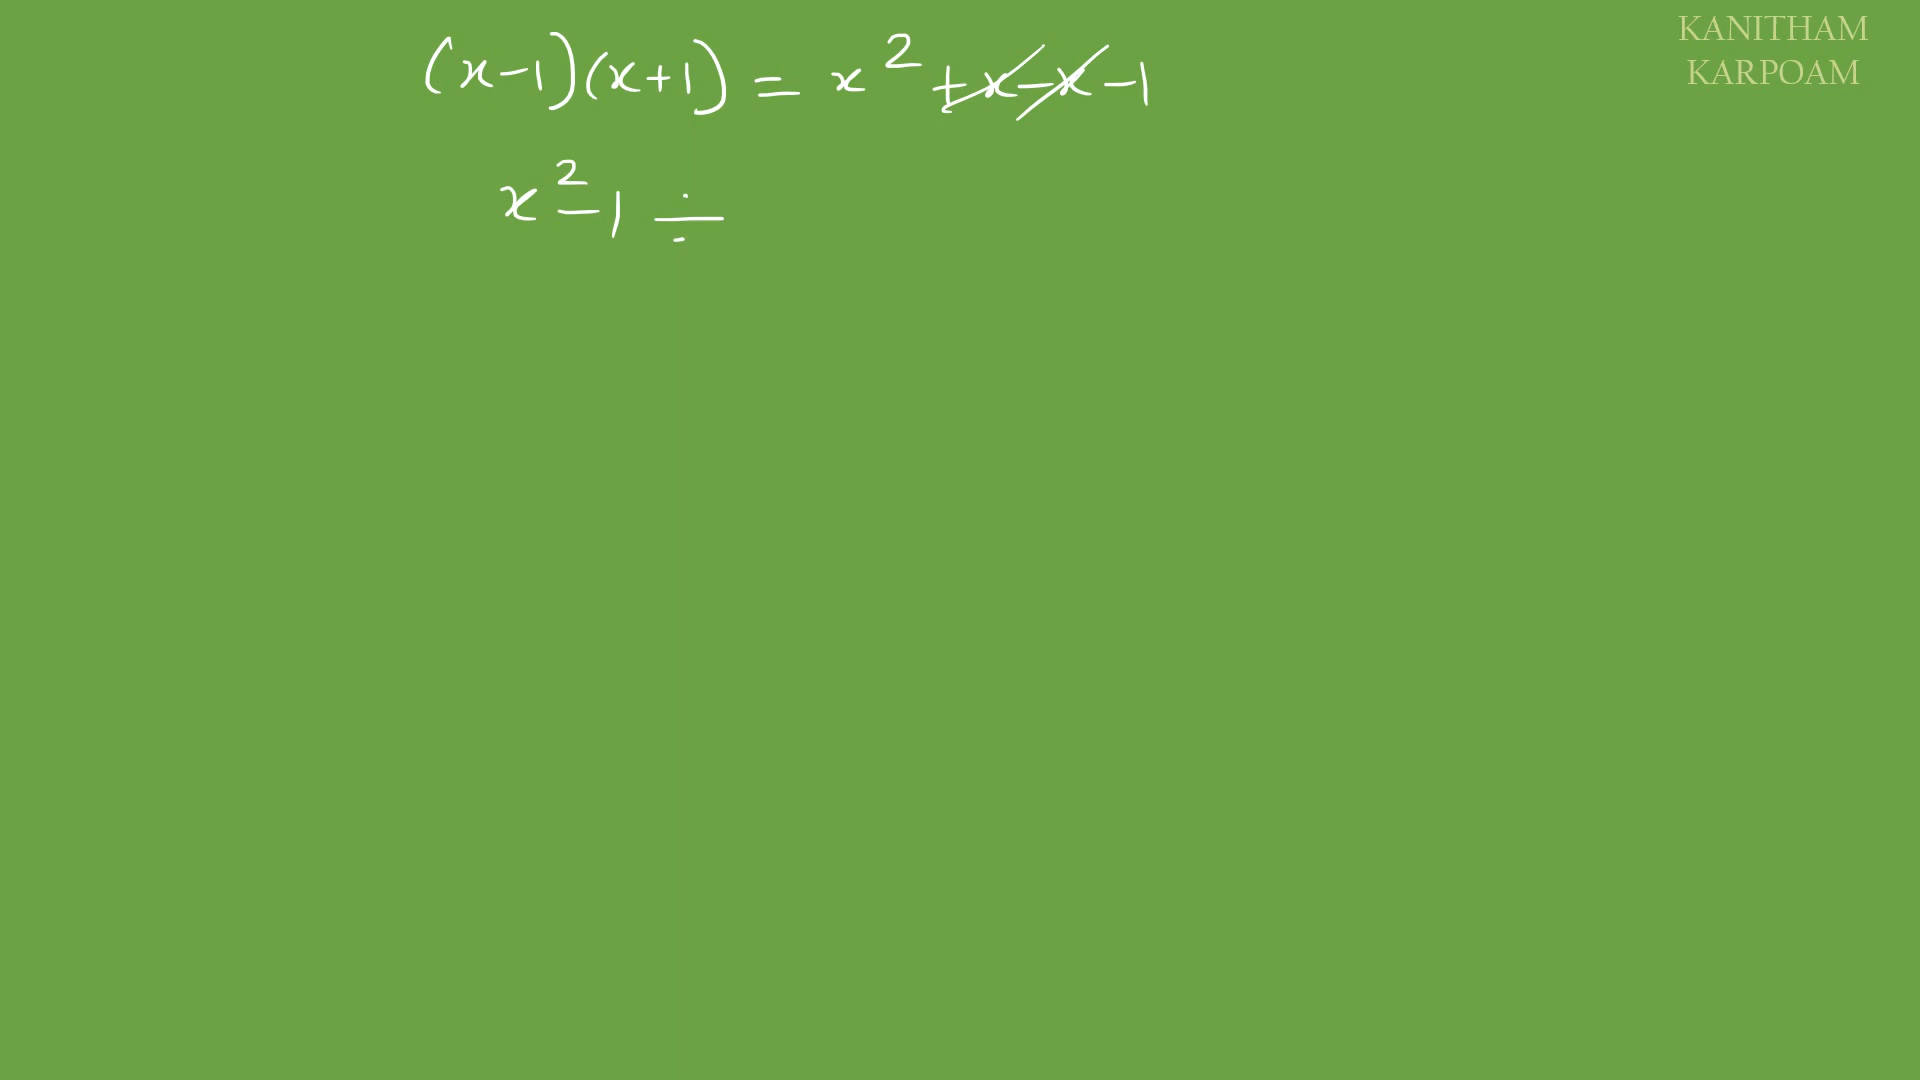 (x-1)(x+1) = x² +x-x-1
x²-1 ÷
KANITHAM
KARPOAM